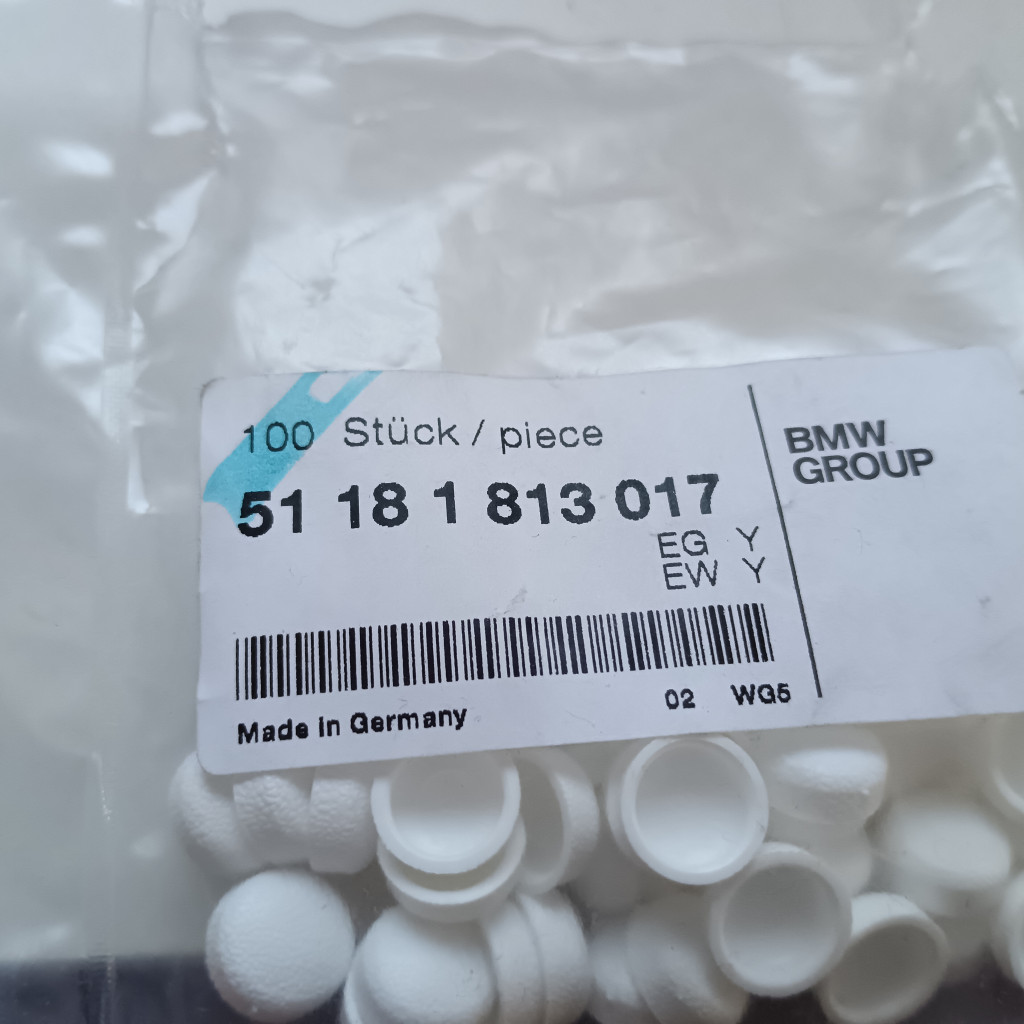 100 Stück / piece
51 18 1 813 017
EG Y
EW Y
02 WG5
Made in Germany
BMW
GROUP